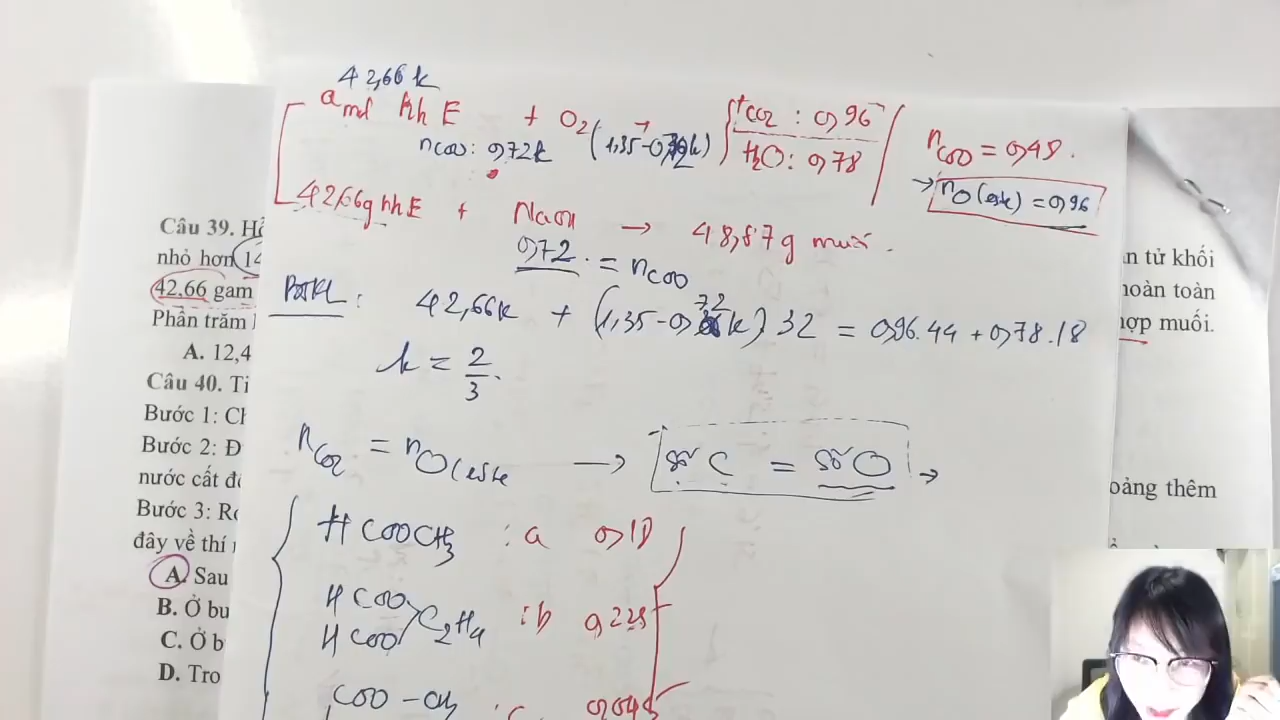 42,66k
a mol hh E + O2 → CO2 : 0,96
nCOO : 0,72k (1,35-0,72k) H2O : 0,78
nCOO = 0,48.
→ nO(este) = 0,96
42,66g hh E + NaOH → 48,87g muối.
0,72 = nCOO
BTKL : 42,66k + (1,35-0,72k) 32 = 0,96.44 + 0,78.18
k = 2/3.
nCO2 = nO(este → số C = số O →
HCOOCH3 : a 0,18
HCOO
HCOO C2H4 : b 0,225
COO - CH3 : c 0,045
Câu 39. Hỗ
nhỏ hơn 14
42.66 gam
Phần trăm
A. 12,4
Câu 40. Ti
Bước 1:
Bước 2: Đ
nước cất
Bước 3:
đây về thí
A. Sau
B. Ở bu
C. Ở
D. Tro
tử khối
hoàn toàn
hợp muối.
thêm